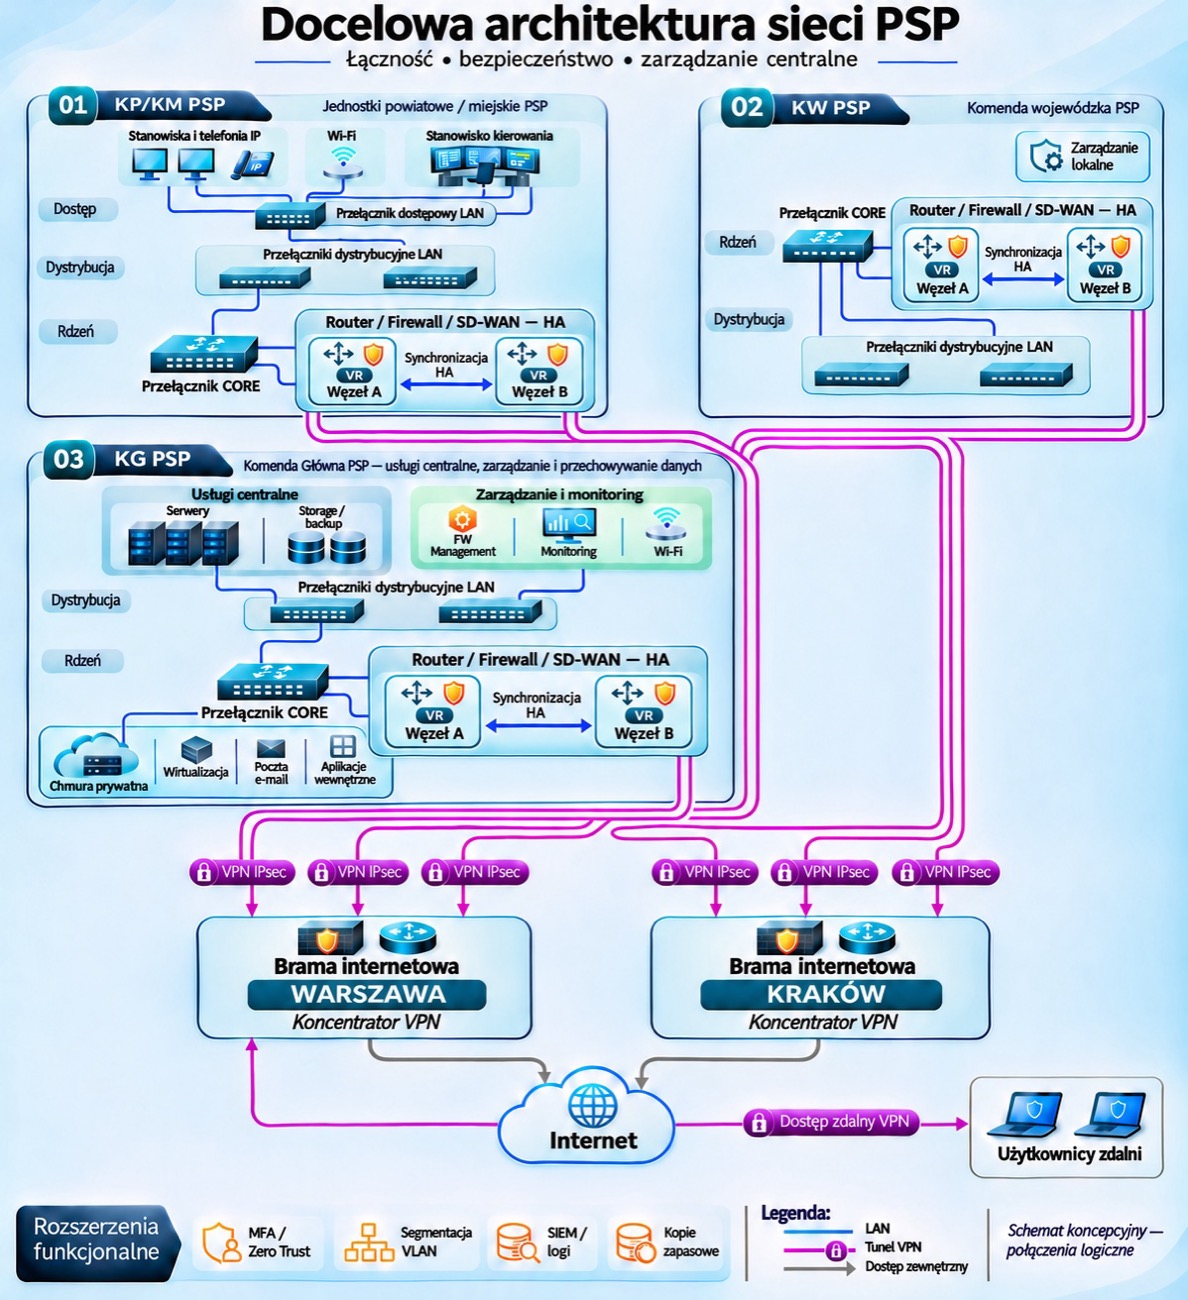 Docelowa architektura sieci PSP
Łączność • bezpieczeństwo • zarządzanie centralne
01 KP/KM PSP
Jednostki powiatowe / miejskie PSP
Stanowiska i telefonia IP
Wi-Fi
Stanowisko kierowania
IP
Dostęp
Przełącznik dostępowy LAN
Dystrybucja
Przełączniki dystrybucyjne LAN
Rdzeń
Przełącznik CORE
Router / Firewall / SD-WAN — HA
VR
Węzeł A
Synchronizacja
HA
VR
Węzeł B
02 KW PSP
Komenda wojewódzka PSP
Zarządzanie
lokalne
Przełącznik CORE
Rdzeń
Router / Firewall / SD-WAN — HA
VR
Węzeł A
Synchronizacja
HA
VR
Węzeł B
Dystrybucja
Przełączniki dystrybucyjne LAN
03 KG PSP
Komenda Główna PSP — usługi centralne, zarządzanie i przechowywanie danych
Usługi centralne
Serwery
Storage /
backup
Zarządzanie i monitoring
FW
Management
Monitoring
Wi-Fi
Dystrybucja
Przełączniki dystrybucyjne LAN
Rdzeń
Przełącznik CORE
Router / Firewall / SD-WAN — HA
VR
Węzeł A
Synchronizacja
HA
VR
Węzeł B
Chmura prywatna
Wirtualizacja
Poczta
e-mail
Aplikacje
wewnętrzne
VPN IPsec
VPN IPsec
VPN IPsec
VPN IPsec
VPN IPsec
VPN IPsec
Brama internetowa
WARSZAWA
Koncentrator VPN
Brama internetowa
KRAKÓW
Koncentrator VPN
Internet
Dostęp zdalny VPN
Użytkownicy zdalni
Rozszerzenia
funkcjonalne
MFA /
Zero Trust
Segmentacja
VLAN
SIEM /
logi
Kopie
zapasowe
Legenda:
LAN
Tunel VPN
Dostęp zewnętrzny
Schemat koncepcyjny —
połączenia logiczne